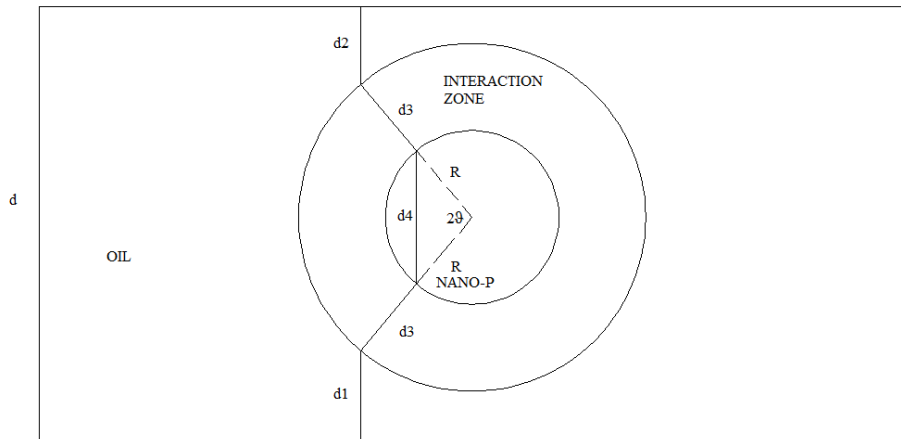 d2
INTERACTION
ZONE
d3
R
d
d4
2ϑ
OIL
R
NANO-P
d3
d1